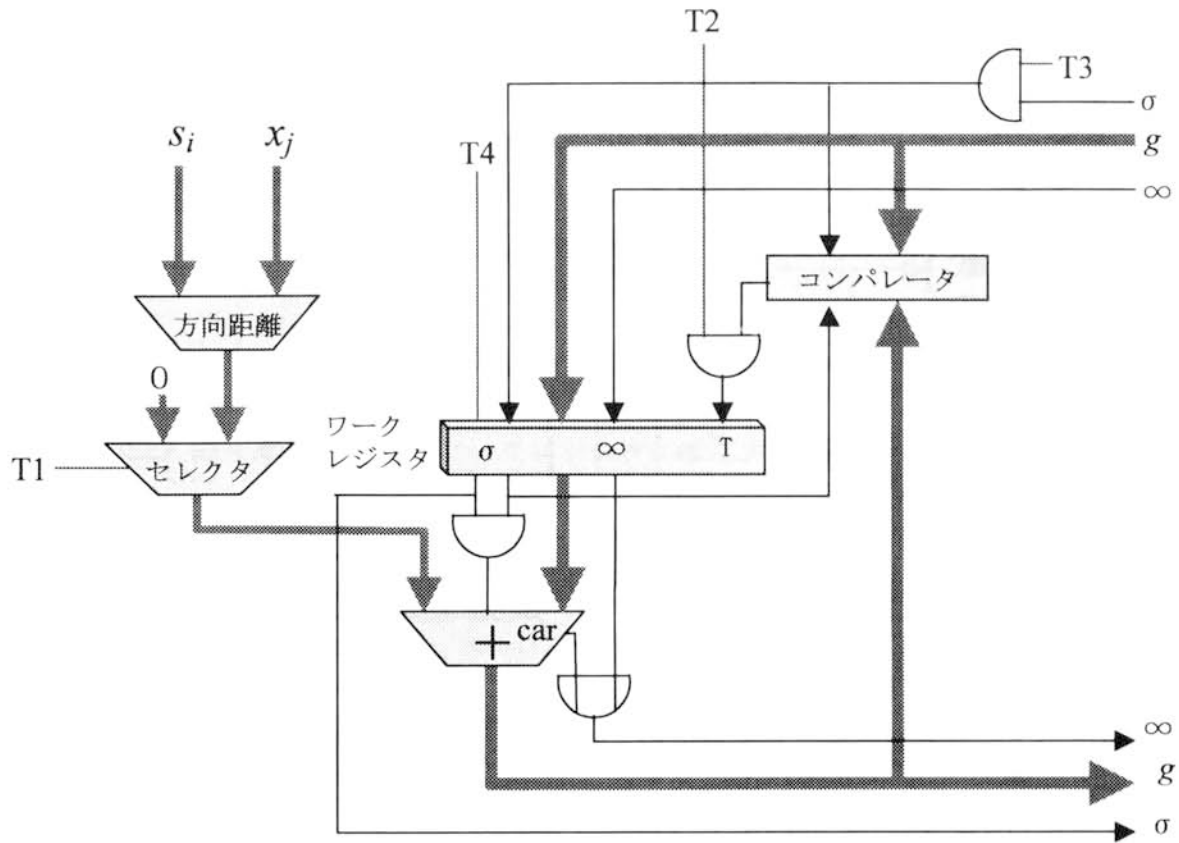 T2
T3
σ
g
∞
s_i
x_j
T4
コンパレータ
方向距離
0
ワーク
レジスタ
σ
∞
T
T1
セレクタ
+
car
∞
g
σ